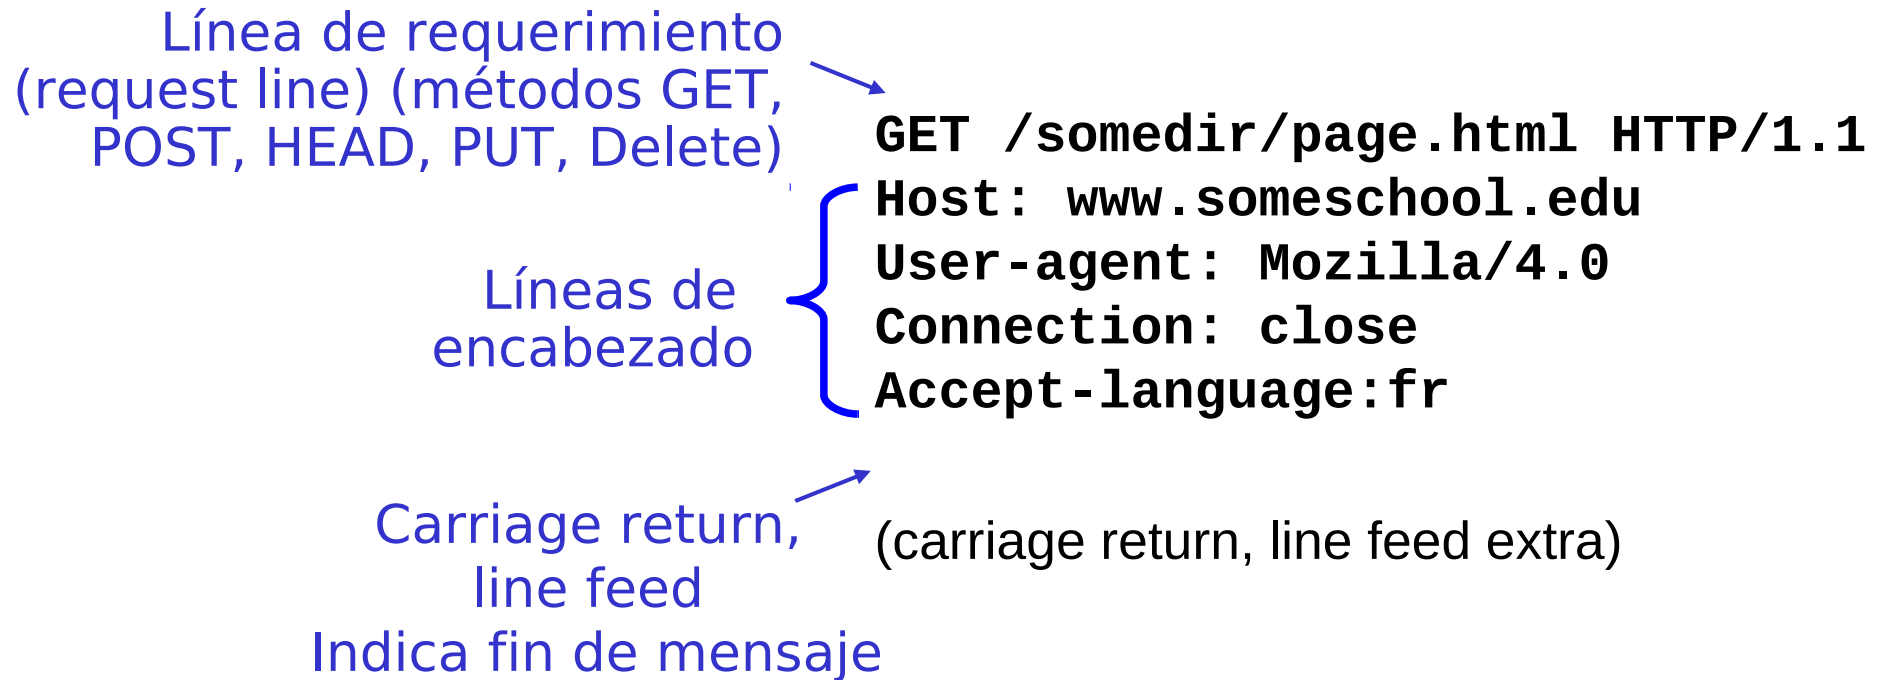 Línea de requerimiento
(request line) (métodos GET,
POST, HEAD, PUT, Delete)
GET /somedir/page.html HTTP/1.1
Host: www.someschool.edu
User-agent: Mozilla/4.0
Connection: close
Accept-language:fr
Líneas de
encabezado
Carriage return,
line feed
Indica fin de mensaje
(carriage return, line feed extra)